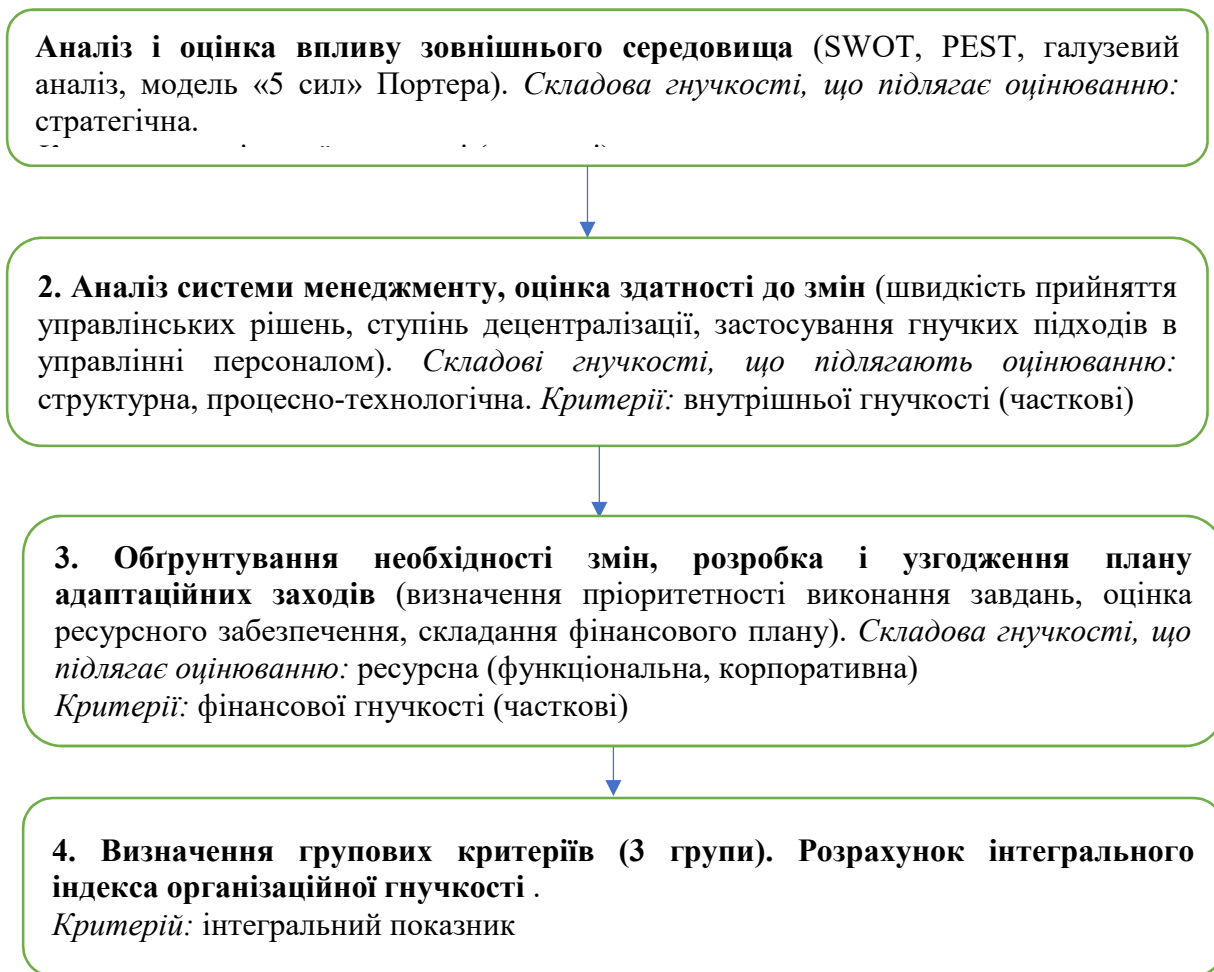 Аналіз і оцінка впливу зовнішнього середовища (SWOT, PEST, галузевий
аналіз, модель «5 сил» Портера). Складова гнучкості, що підлягає оцінюванню:
стратегічна.
2. Аналіз системи менеджменту, оцінка здатності до змін (швидкість прийняття
управлінських рішень, ступінь децентралізації, застосування гнучких підходів в
управлінні персоналом). Складові гнучкості, що підлягають оцінюванню:
структурна, процесно-технологічна. Критерії: внутрішньої гнучкості (часткові)
3. Обґрунтування необхідності змін, розробка і узгодження плану
адаптаційних заходів (визначення пріоритетності виконання завдань, оцінка
ресурсного забезпечення, складання фінансового плану). Складова гнучкості, що
підлягає оцінюванню: ресурсна (функціональна, корпоративна)
Критерії: фінансової гнучкості (часткові)
4. Визначення групових критеріїв (3 групи). Розрахунок інтегрального
індекса організаційної гнучкості .
Критерій: інтегральний показник